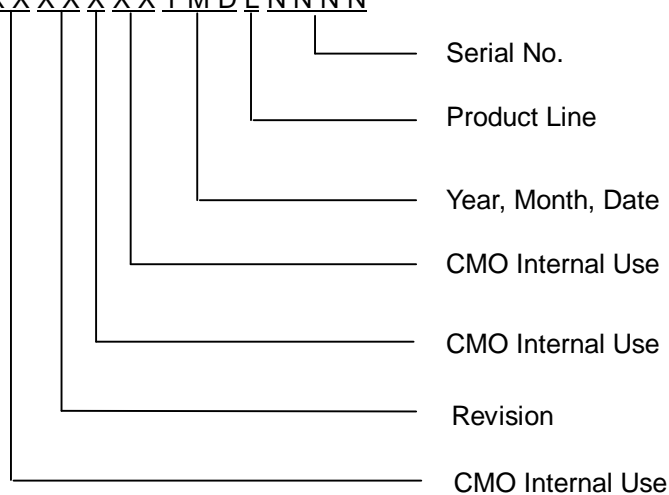 X X X X X X X Y M D L N N N N
Serial No.
Product Line
Year, Month, Date
CMO Internal Use
CMO Internal Use
Revision
CMO Internal Use